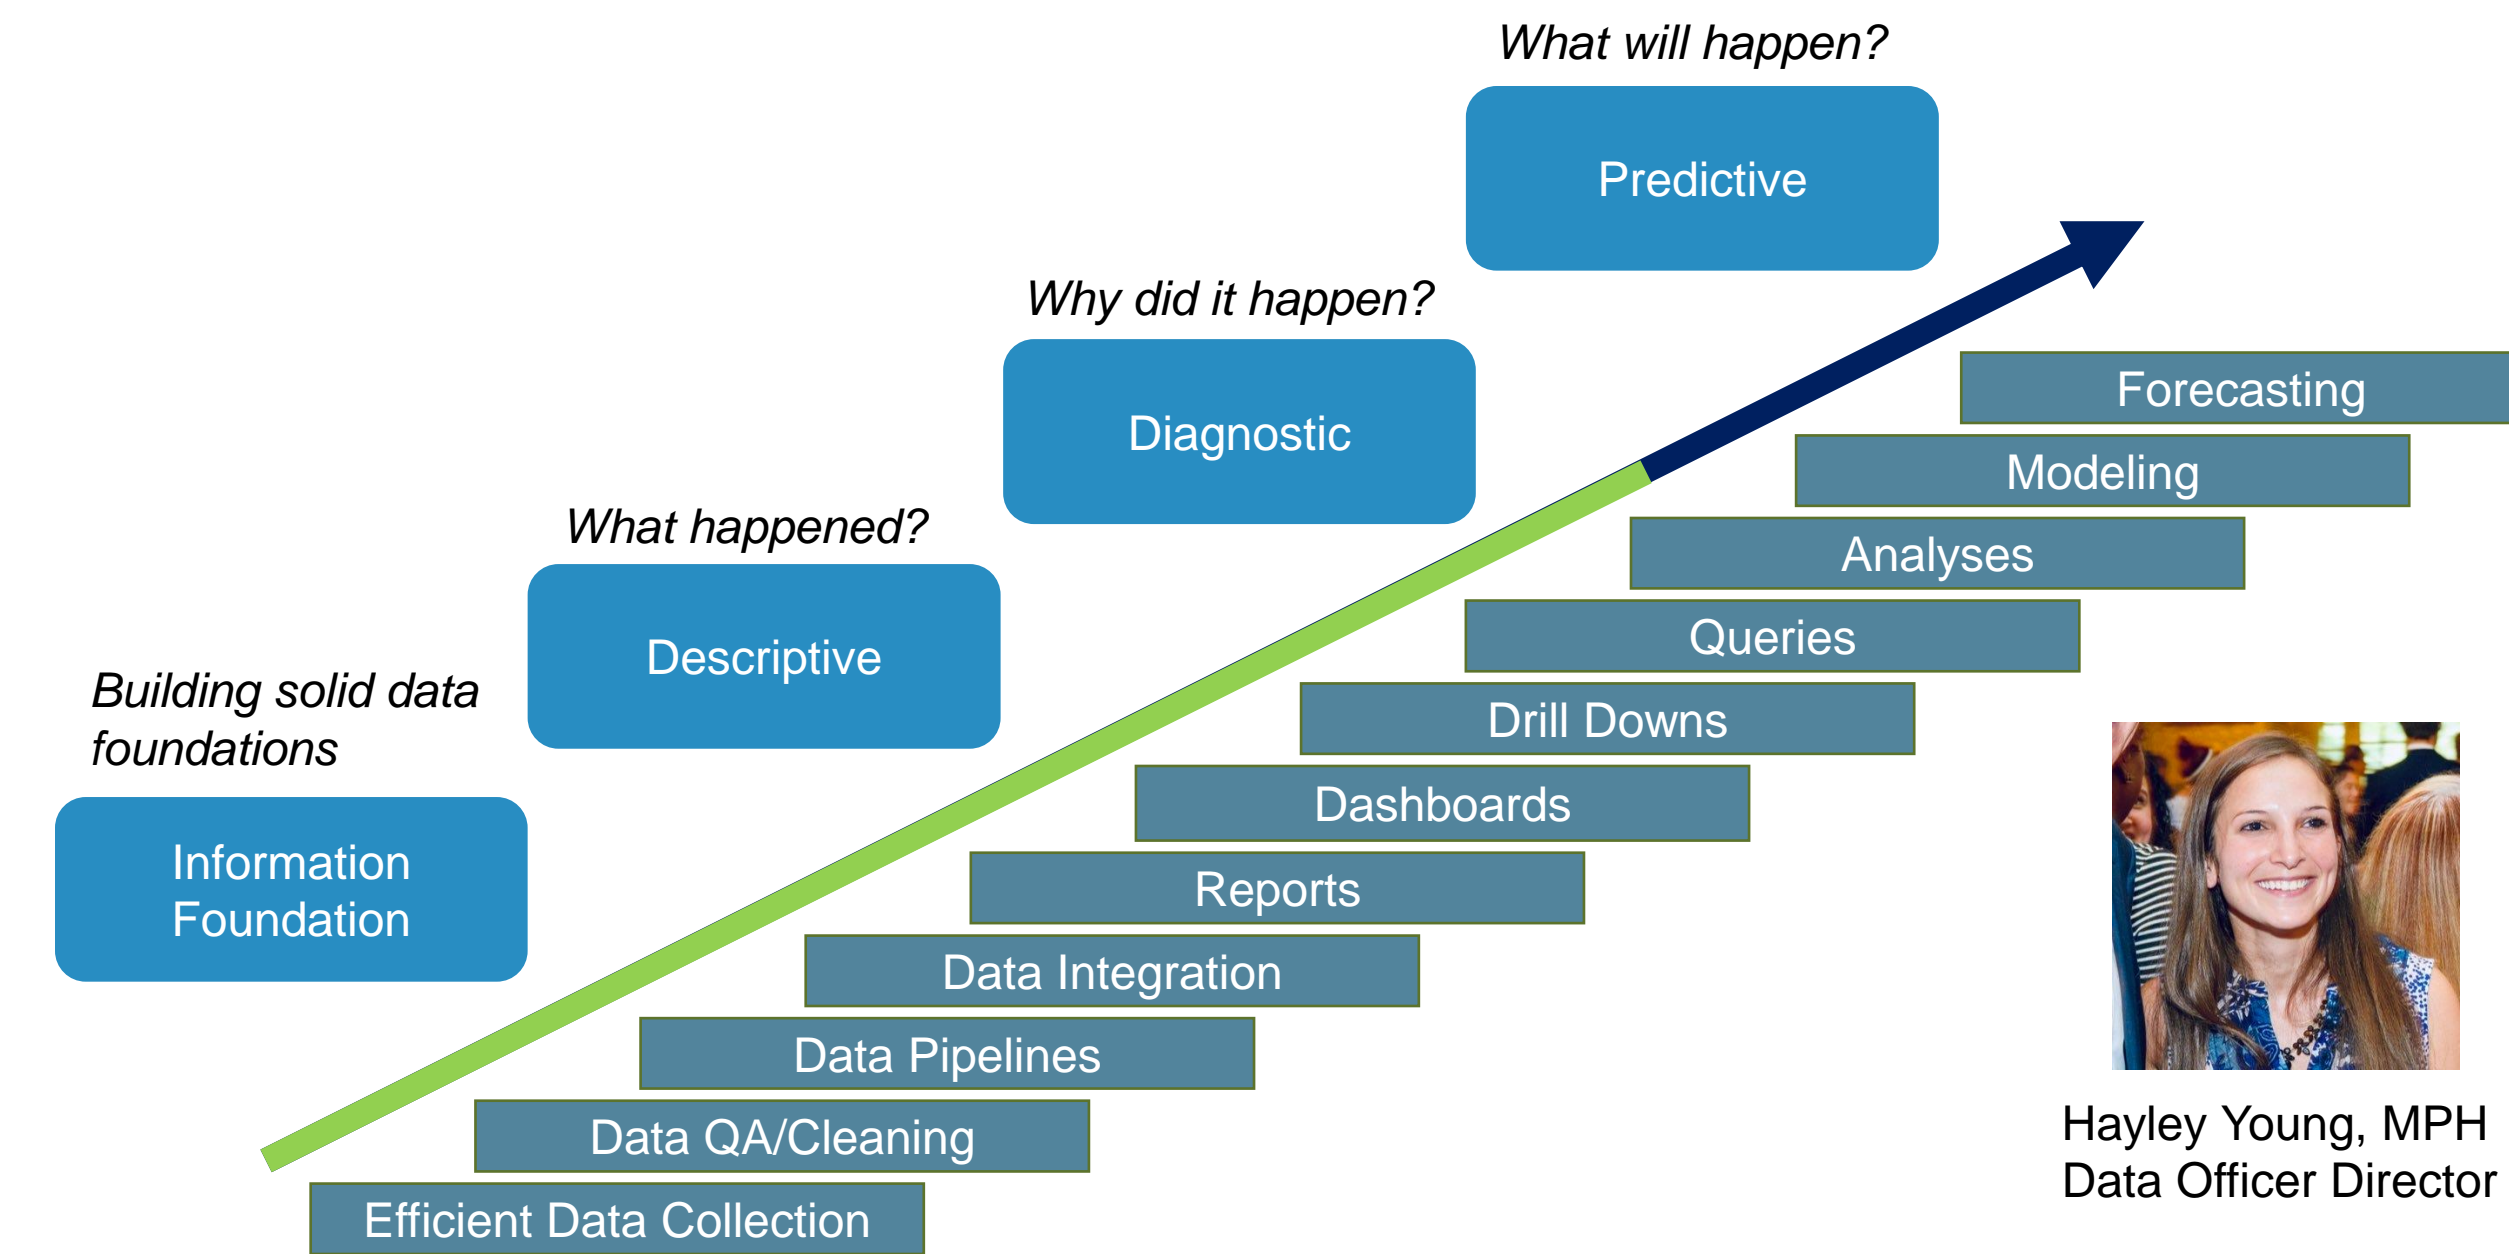 What will happen?
Predictive
Why did it happen?
Diagnostic
What happened?
Descriptive
Building solid data
foundations
Information
Foundation
Forecasting
Modeling
Analyses
Queries
Drill Downs
Dashboards
Reports
Data Integration
Data Pipelines
Data QA/Cleaning
Efficient Data Collection
Hayley Young, MPH
Data Officer Director